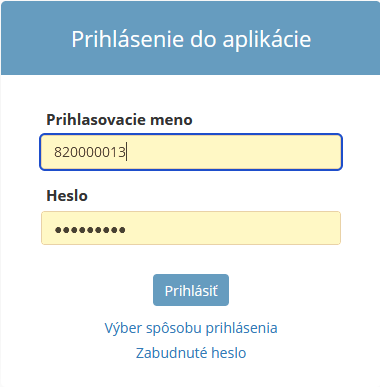 Prihlásenie do aplikácie
Prihlasovacie meno
820000013
Heslo
•••••••••
Prihlásiť
Výber spôsobu prihlásenia
Zabudnuté heslo